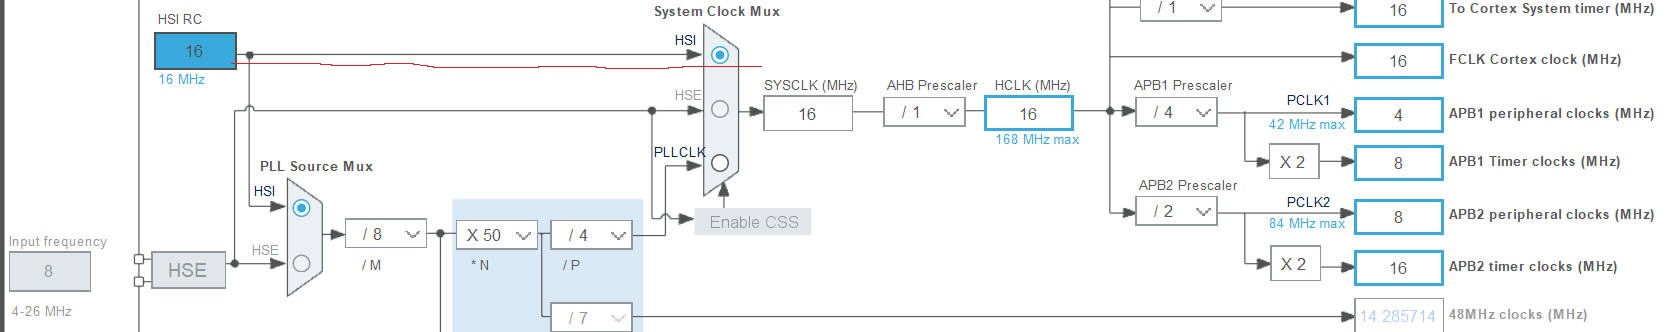 HSI RC
16
16 MHz
System Clock Mux
HSI
HSE
PLLCLK
Enable CSS
PLL Source Mux
HSI
HSE
Input frequency
8
4-26 MHz
HSE
/ 8
/ M
X 50
* N
/ 4
/ P
/ 7
SYSCLK (MHz)
16
AHB Prescaler
/ 1
HCLK (MHz)
16
168 MHz max
/ 1
16
To Cortex System timer (MHz)
16
FCLK Cortex clock (MHz)
APB1 Prescaler
/ 4
PCLK1
42 MHz max
4
APB1 peripheral clocks (MHz)
X 2
8
APB1 Timer clocks (MHz)
APB2 Prescaler
/ 2
PCLK2
84 MHz max
8
APB2 peripheral clocks (MHz)
X 2
16
APB2 timer clocks (MHz)
14.285714
48MHz clocks (MHz)